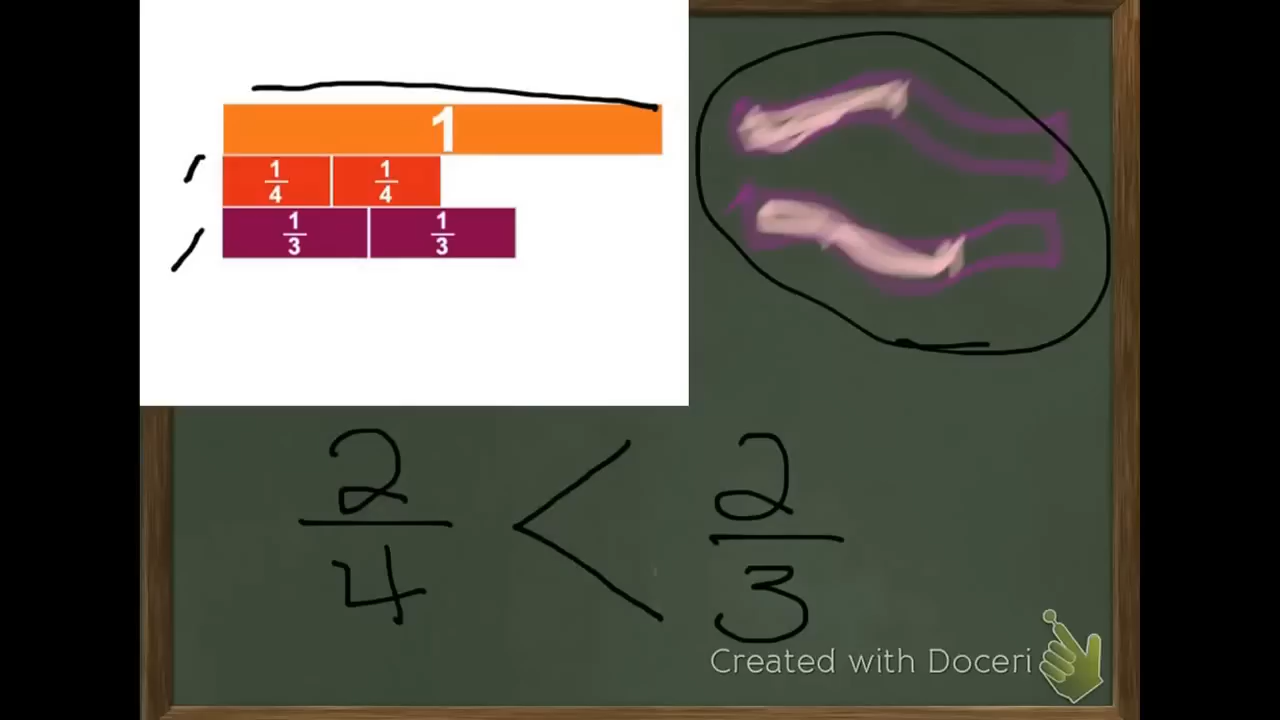 1
1/4 1/4
1/3 1/3
2/4 < 2/3
Created with Doceri